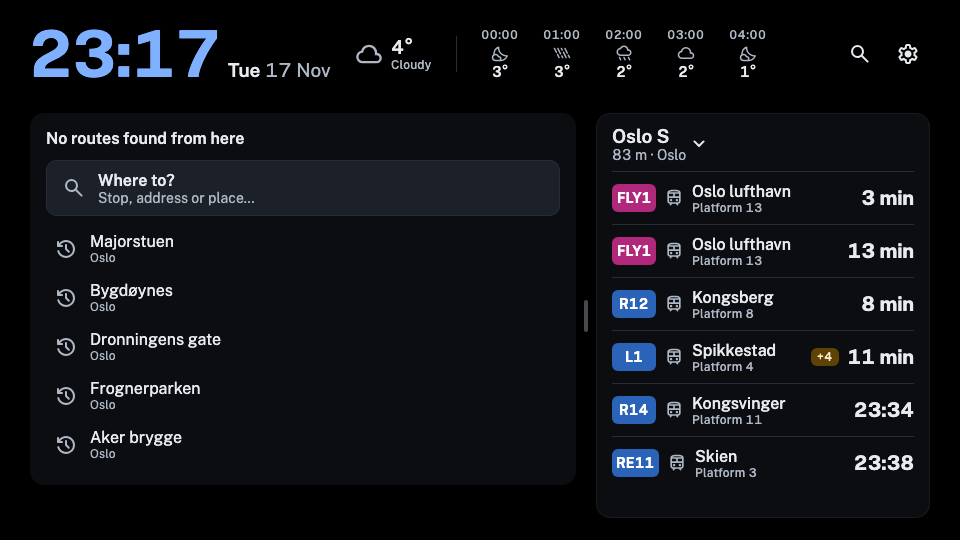 23:17
Tue 17 Nov
4°
Cloudy
00:00 01:00 02:00 03:00 04:00
3° 3° 2° 2° 1°
No routes found from here
Where to?
Stop, address or place...
Majorstuen
Oslo
Bygdøynes
Oslo
Dronningens gate
Oslo
Frognerparken
Oslo
Aker brygge
Oslo
Oslo S
83 m · Oslo
FLY1 Oslo lufthavn 3 min
Platform 13
FLY1 Oslo lufthavn 13 min
Platform 13
R12 Kongsberg 8 min
Platform 8
L1 Spikkestad +4 11 min
Platform 4
R14 Kongsvinger 23:34
Platform 11
RE11 Skien 23:38
Platform 3